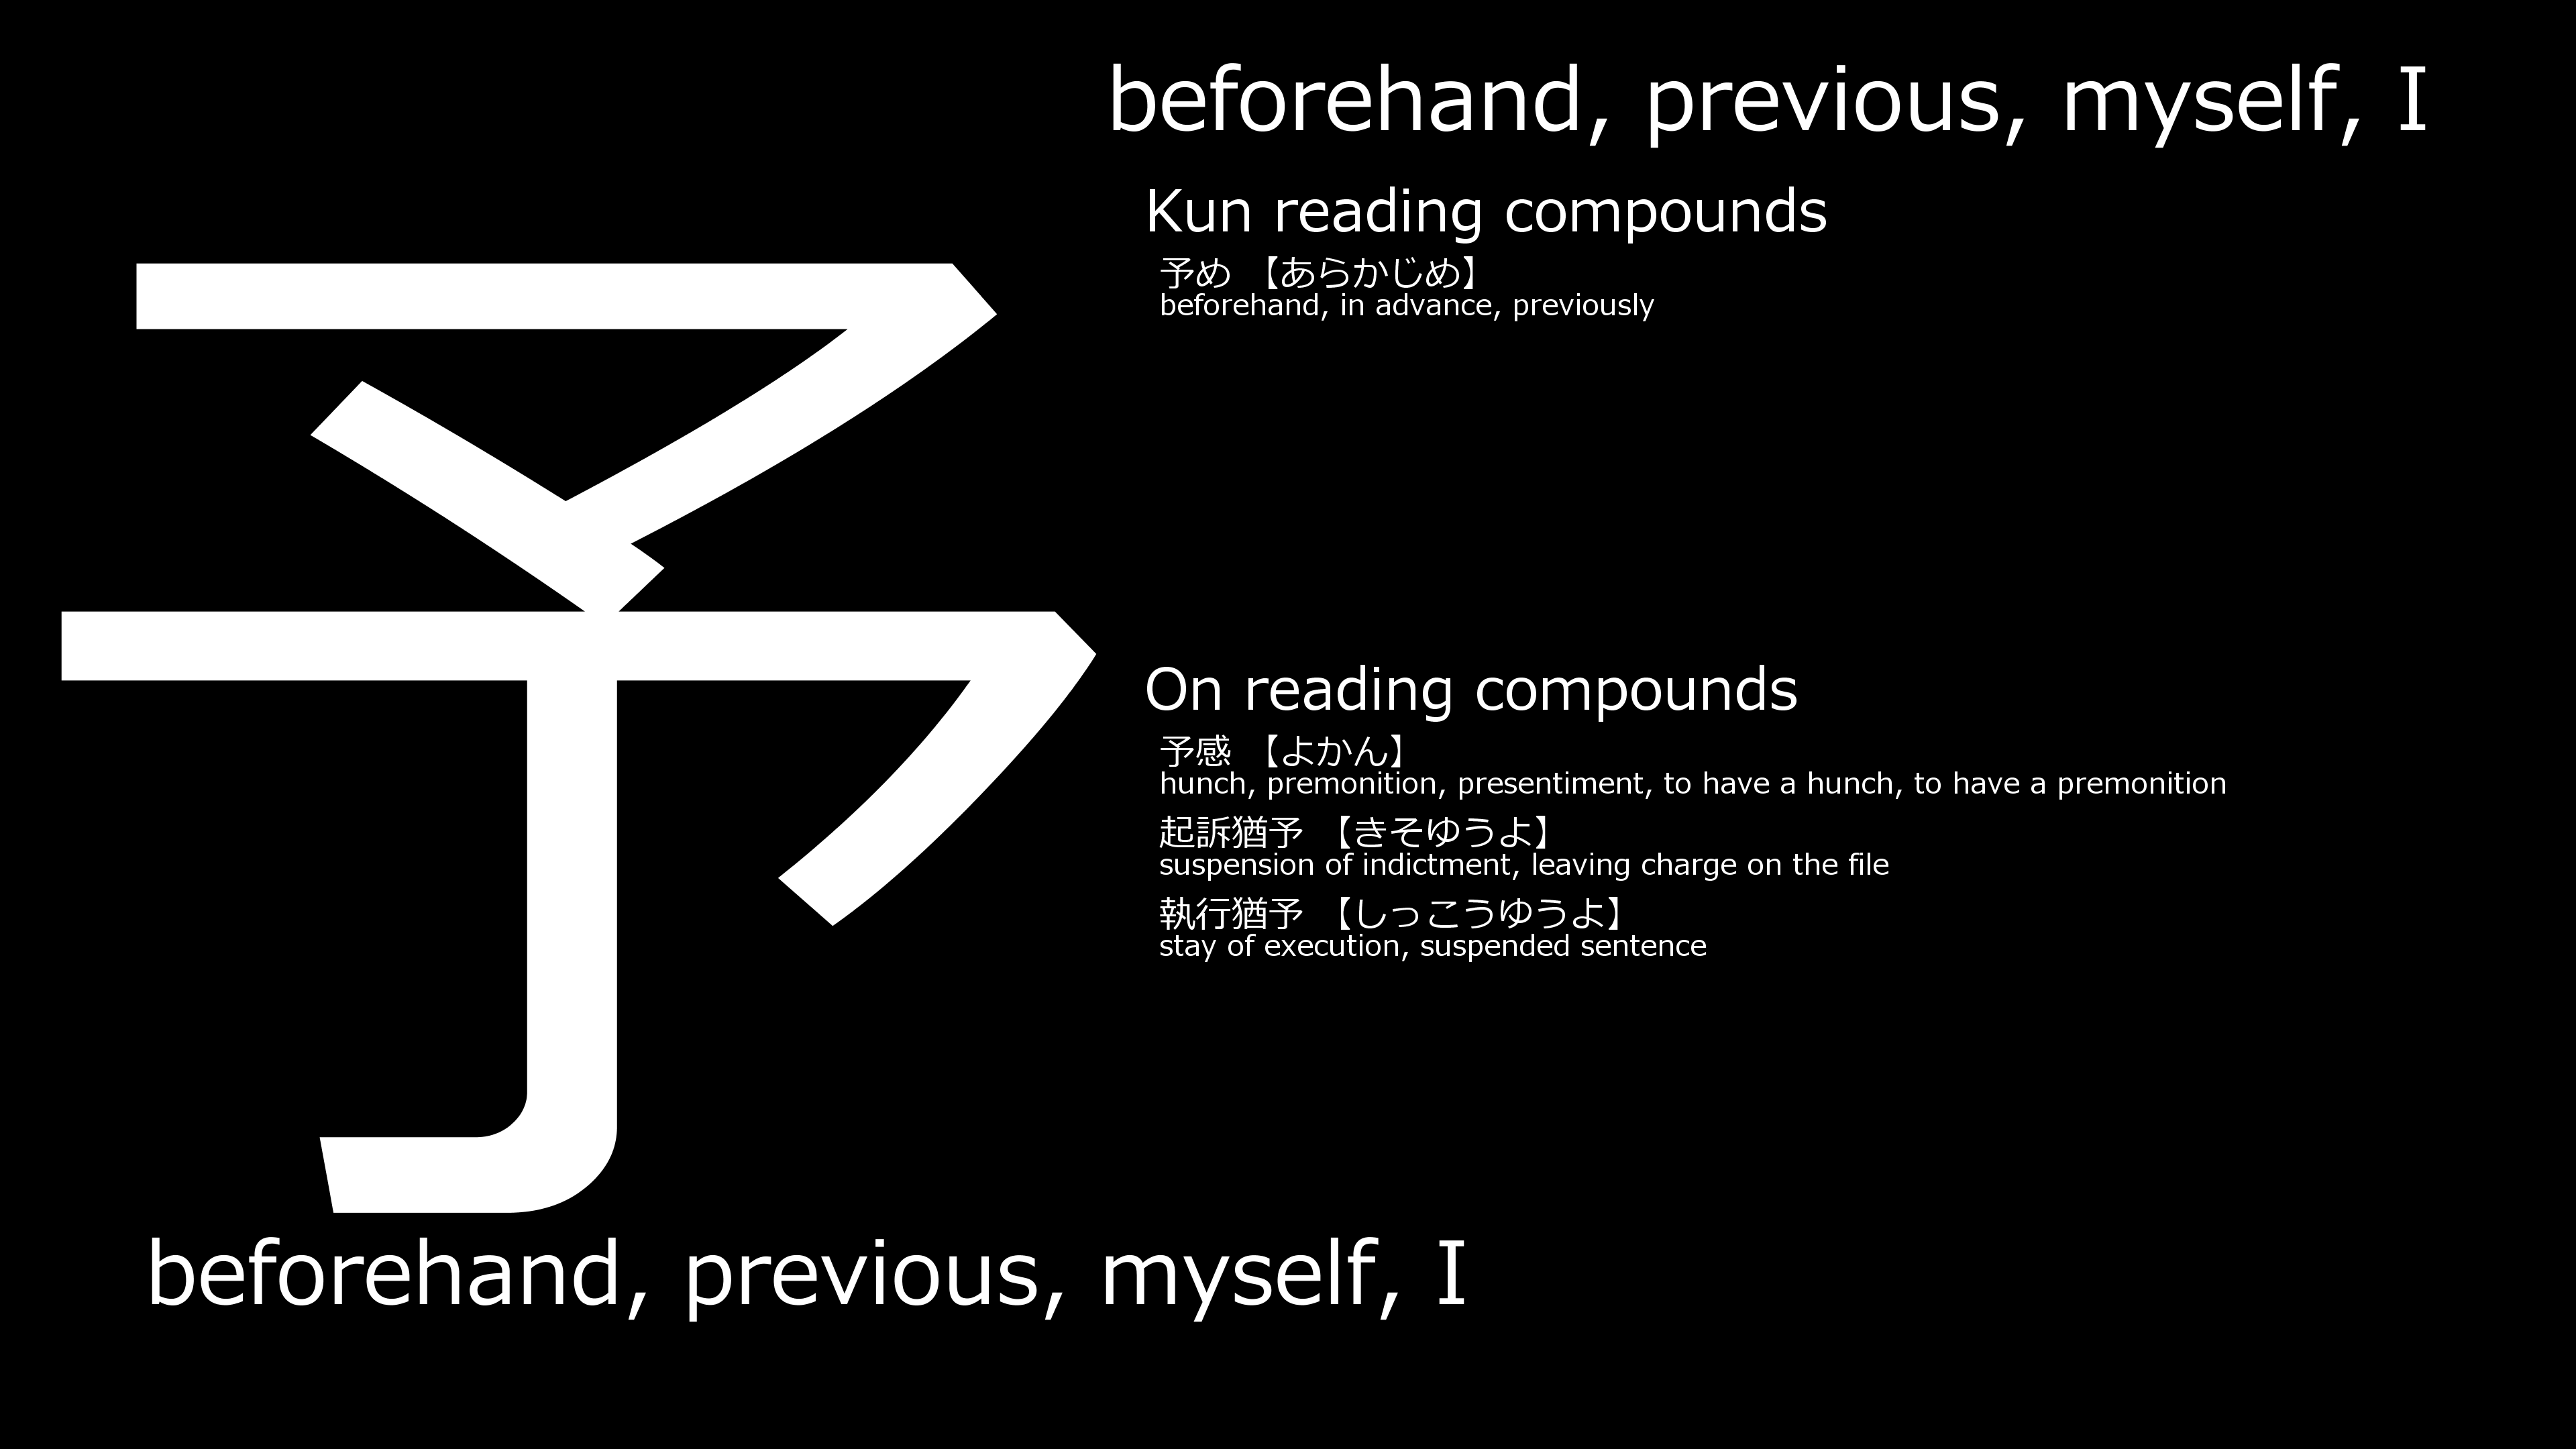 予
beforehand, previous, myself, I
Kun reading compounds
予め 【あらかじめ】
beforehand, in advance, previously
On reading compounds
予感 【よかん】
hunch, premonition, presentiment, to have a hunch, to have a premonition
起訴猶予 【きそゆうよ】
suspension of indictment, leaving charge on the file
執行猶予 【しっこうゆうよ】
stay of execution, suspended sentence
beforehand, previous, myself, I